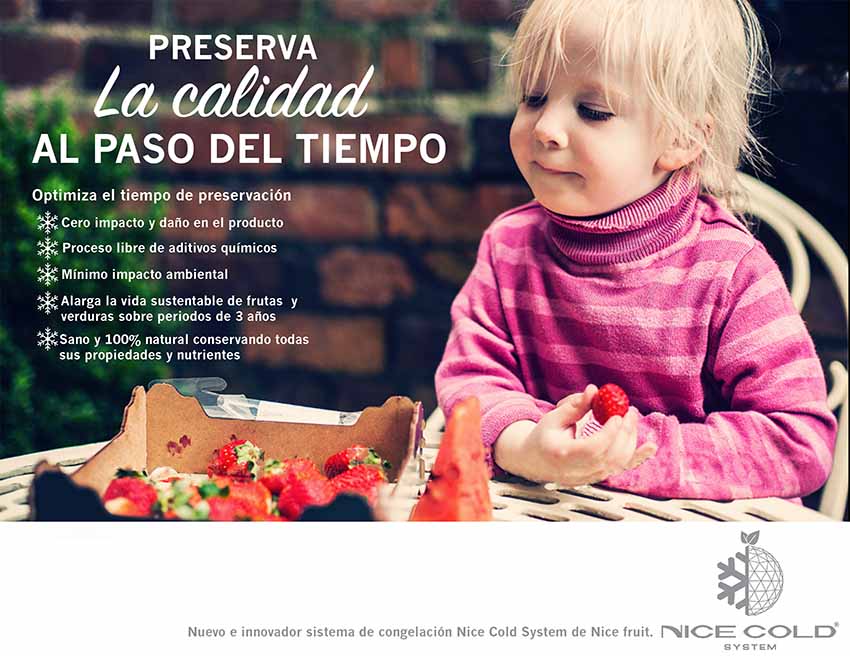 PRESERVA
La calidad
AL PASO DEL TIEMPO
Optimiza el tiempo de preservación
Cero impacto y daño en el producto
Proceso libre de aditivos químicos
Mínimo impacto ambiental
Alarga la vida sustentable de frutas y
verduras sobre periodos de 3 años
Sano y 100% natural conservando todas
sus propiedades y nutrientes
Nuevo e innovador sistema de congelación Nice Cold System de Nice fruit.
NICE COLD®
SYSTEM